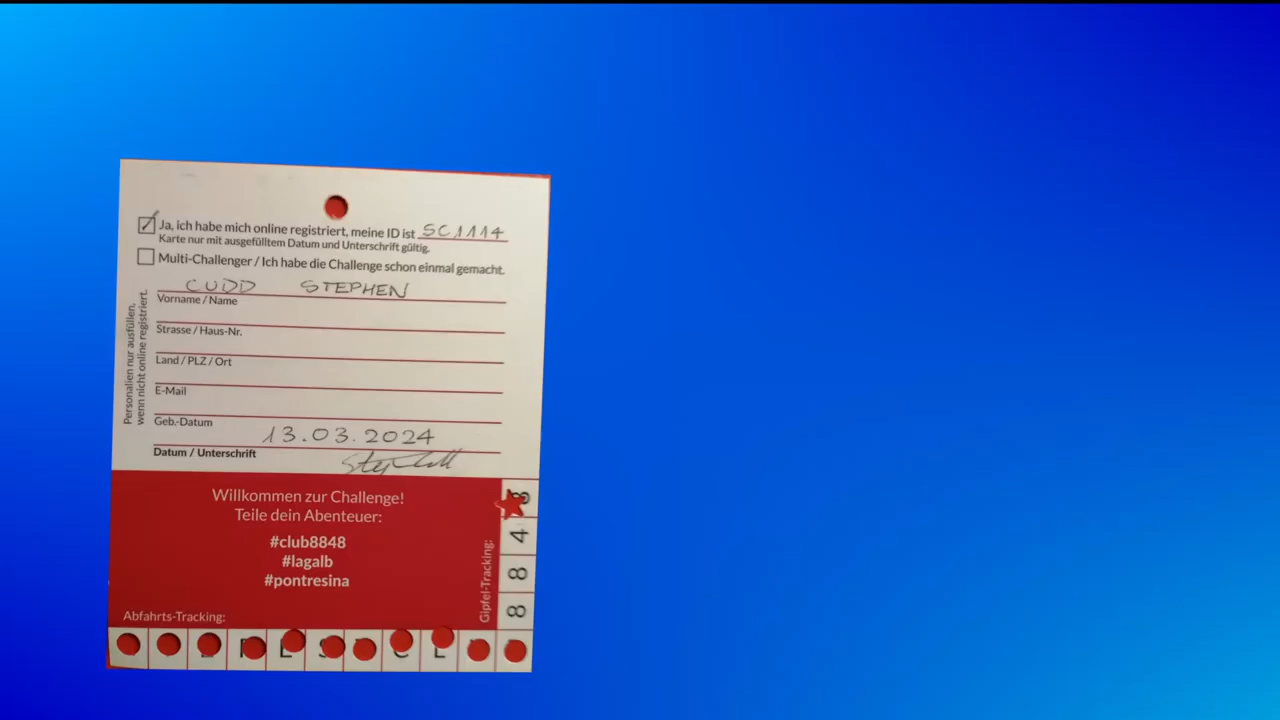 Ja, ich habe mich online registriert, meine ID ist SC1114
Karte nur mit ausgefülltem Datum und Unterschrift gültig.
Multi-Challenger / Ich habe die Challenge schon einmal gemacht.
Personalien nur ausfüllen,
wenn nicht online registriert.
CUDD STEPHEN
Vorname / Name
Strasse / Haus-Nr.
Land / PLZ / Ort
E-Mail
Geb.-Datum
13.03.2024
Datum / Unterschrift
Willkommen zur Challenge!
Teile dein Abenteuer:
#club8848
#lagalb
#pontresina
Gipfel-Tracking:
8 8 4 8
Abfahrts-Tracking: